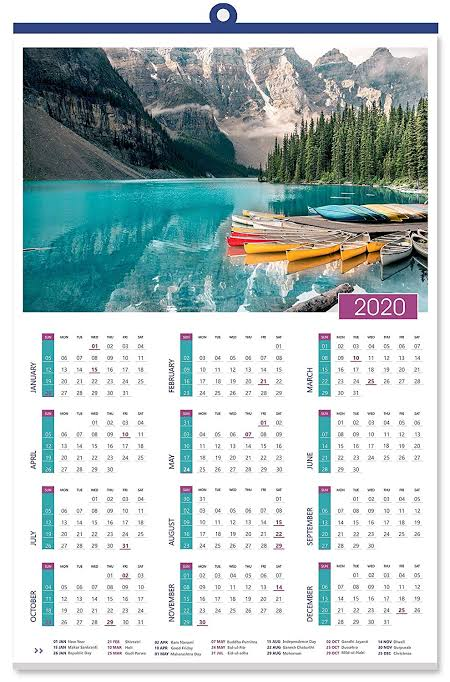 2020
JANUARY
SUN MON TUE WED THU FRI SAT
01 02 03 04
05 06 07 08 09 10 11
12 13 14 15 16 17 18
19 20 21 22 23 24 25
26 27 28 29 30 31
FEBRUARY
SUN MON TUE WED THU FRI SAT
01
02 03 04 05 06 07 08
09 10 11 12 13 14 15
16 17 18 19 20 21 22
23 24 25 26 27 28 29
MARCH
SUN MON TUE WED THU FRI SAT
01 02 03 04 05 06 07
08 09 10 11 12 13 14
15 16 17 18 19 20 21
22 23 24 25 26 27 28
29 30 31
APRIL
SUN MON TUE WED THU FRI SAT
01 02 03 04
05 06 07 08 09 10 11
12 13 14 15 16 17 18
19 20 21 22 23 24 25
26 27 28 29 30
MAY
SUN MON TUE WED THU FRI SAT
31 01 02
03 04 05 06 07 08 09
10 11 12 13 14 15 16
17 18 19 20 21 22 23
24 25 26 27 28 29 30
JUNE
SUN MON TUE WED THU FRI SAT
01 02 03 04 05 06
07 08 09 10 11 12 13
14 15 16 17 18 19 20
21 22 23 24 25 26 27
28 29 30
JULY
SUN MON TUE WED THU FRI SAT
01 02 03 04
05 06 07 08 09 10 11
12 13 14 15 16 17 18
19 20 21 22 23 24 25
26 27 28 29 30 31
AUGUST
SUN MON TUE WED THU FRI SAT
30 31 01
02 03 04 05 06 07 08
09 10 11 12 13 14 15
16 17 18 19 20 21 22
23 24 25 26 27 28 29
SEPTEMBER
SUN MON TUE WED THU FRI SAT
01 02 03 04 05
06 07 08 09 10 11 12
13 14 15 16 17 18 19
20 21 22 23 24 25 26
27 28 29 30
OCTOBER
SUN MON TUE WED THU FRI SAT
01 02 03
04 05 06 07 08 09 10
11 12 13 14 15 16 17
18 19 20 21 22 23 24
25 26 27 28 29 30 31
NOVEMBER
SUN MON TUE WED THU FRI SAT
01 02 03 04 05 06 07
08 09 10 11 12 13 14
15 16 17 18 19 20 21
22 23 24 25 26 27 28
29 30
DECEMBER
SUN MON TUE WED THU FRI SAT
01 02 03 04 05
06 07 08 09 10 11 12
13 14 15 16 17 18 19
20 21 22 23 24 25 26
27 28 29 30 31
01 JAN New Year
15 JAN Makar Sankranti
26 JAN Republic Day
21 FEB Shivratri
10 MAR Holi
25 MAR Gudi Padwa
02 APR Ram Navami
10 APR Good Friday
01 MAY Maharashtra Day
07 MAY Buddha Purnima
25 MAY Eid-ul-fitr
31 JUL Eid-ul-adha
15 AUG Independence Day
22 AUG Ganesh Chaturthi
29 AUG Moharram
02 OCT Gandhi Jayanti
25 OCT Dussehra
29 OCT Milad-ul-Nabi
14 NOV Diwali
30 NOV Gurunanak
25 DEC Christmas